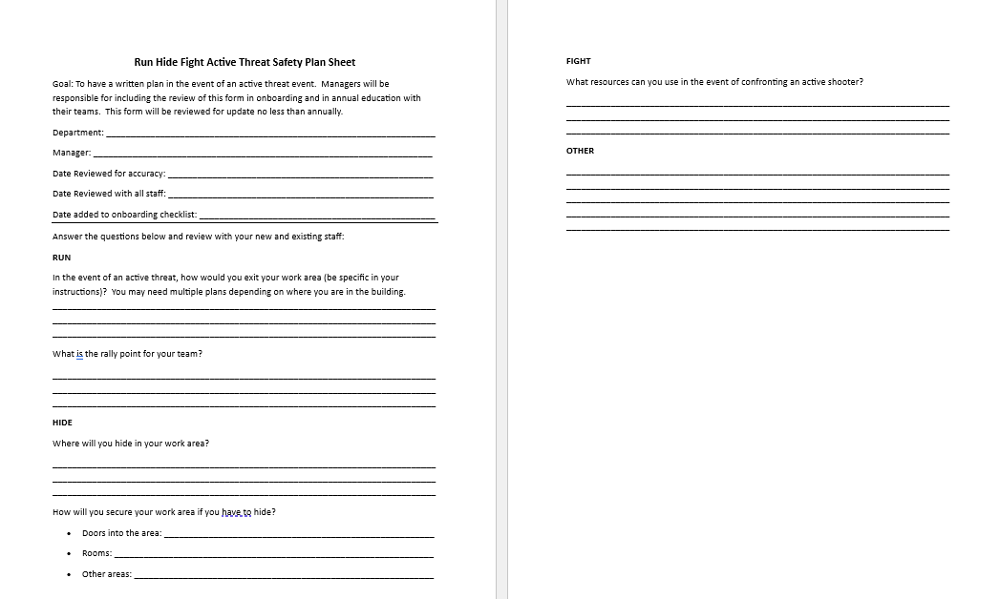 Run Hide Fight Active Threat Safety Plan Sheet
Goal: To have a written plan in the event of an active threat event. Managers will be
responsible for including the review of this form in onboarding and in annual education with
their teams. This form will be reviewed for update no less than annually.
Department: ____________________
Manager: ____________________
Date Reviewed for accuracy: ____________________
Date Reviewed with all staff: ____________________
Date added to onboarding checklist: ____________________
Answer the questions below and review with your new and existing staff:
RUN
In the event of an active threat, how would you exit your work area (be specific in your
instructions)? You may need multiple plans depending on where you are in the building.
What is the rally point for your team?
HIDE
Where will you hide in your work area?
How will you secure your work area if you have to hide?
• Doors into the area: ____________________
• Rooms: ____________________
• Other areas: ____________________
FIGHT
What resources can you use in the event of confronting an active shooter?
OTHER